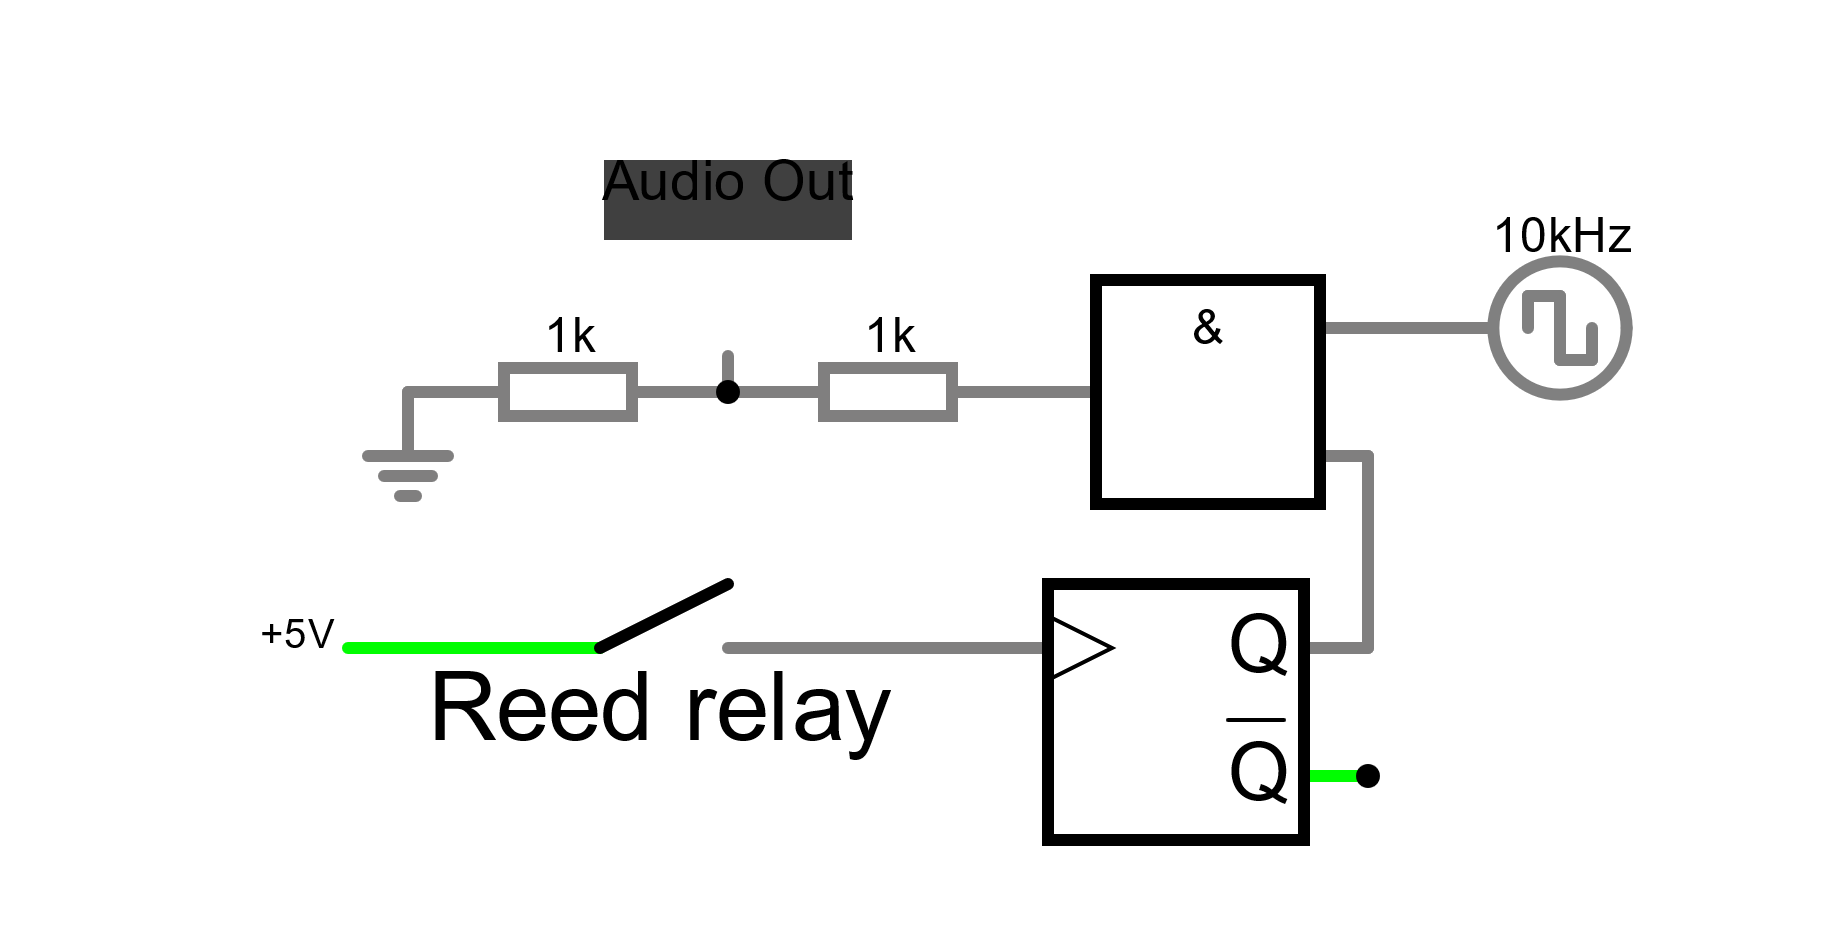 Audio Out
10kHz
1k
1k
&
+5V
Reed relay
Q
Q̅